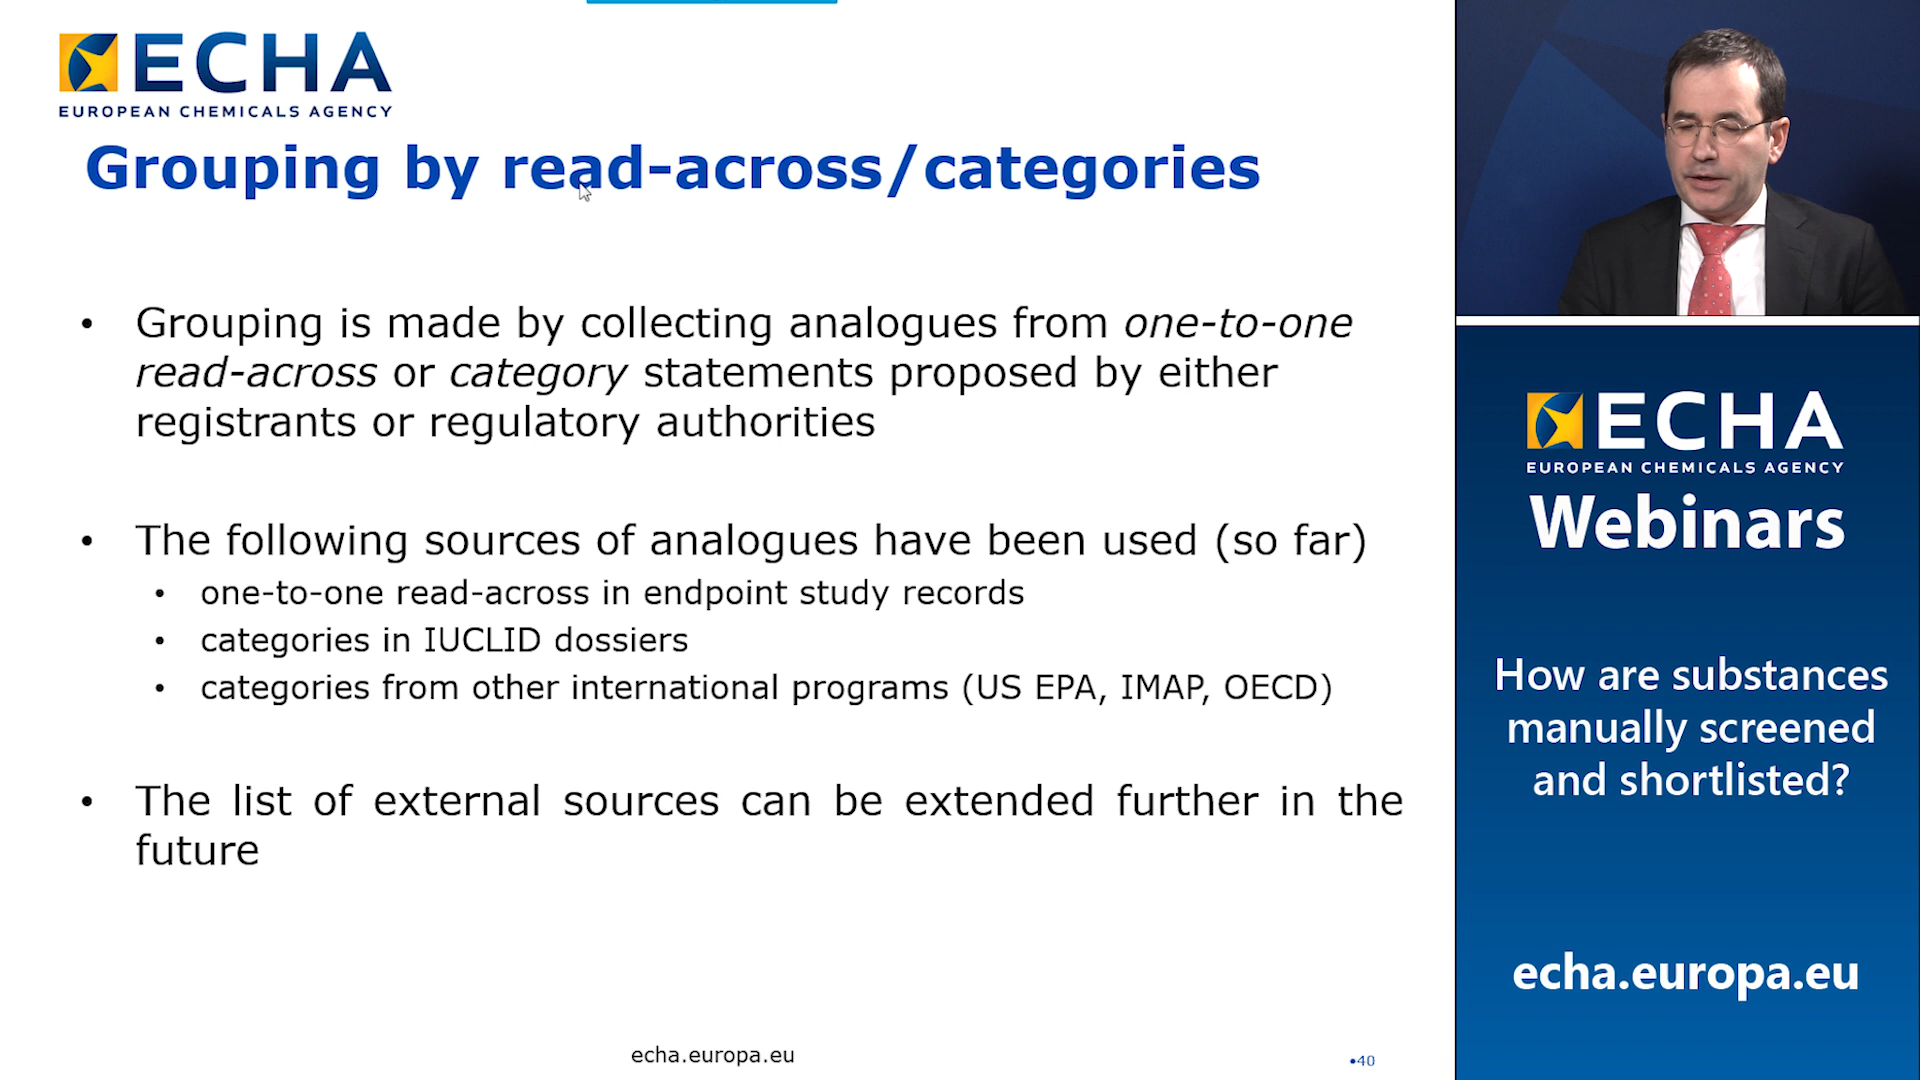 ECHA
EUROPEAN CHEMICALS AGENCY
Grouping by read-across/categories
• Grouping is made by collecting analogues from one-to-one
read-across or category statements proposed by either
registrants or regulatory authorities
• The following sources of analogues have been used (so far)
• one-to-one read-across in endpoint study records
• categories in IUCLID dossiers
• categories from other international programs (US EPA, IMAP, OECD)
• The list of external sources can be extended further in the
future
echa.europa.eu
•40
ECHA
EUROPEAN CHEMICALS AGENCY
Webinars
How are substances
manually screened
and shortlisted?
echa.europa.eu